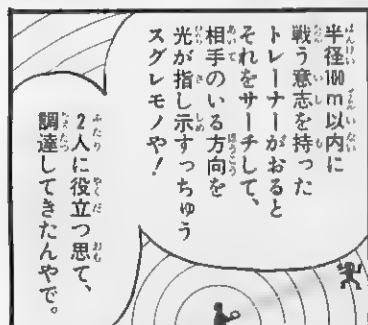 半径100m以内に
戦う意志を持った
トレーナーがおると
それをサーチして、
相手のいる方向を
光が指し示すっちゅう
スグレモノや!
2人に役立つ思て、
調達してきたんやで。